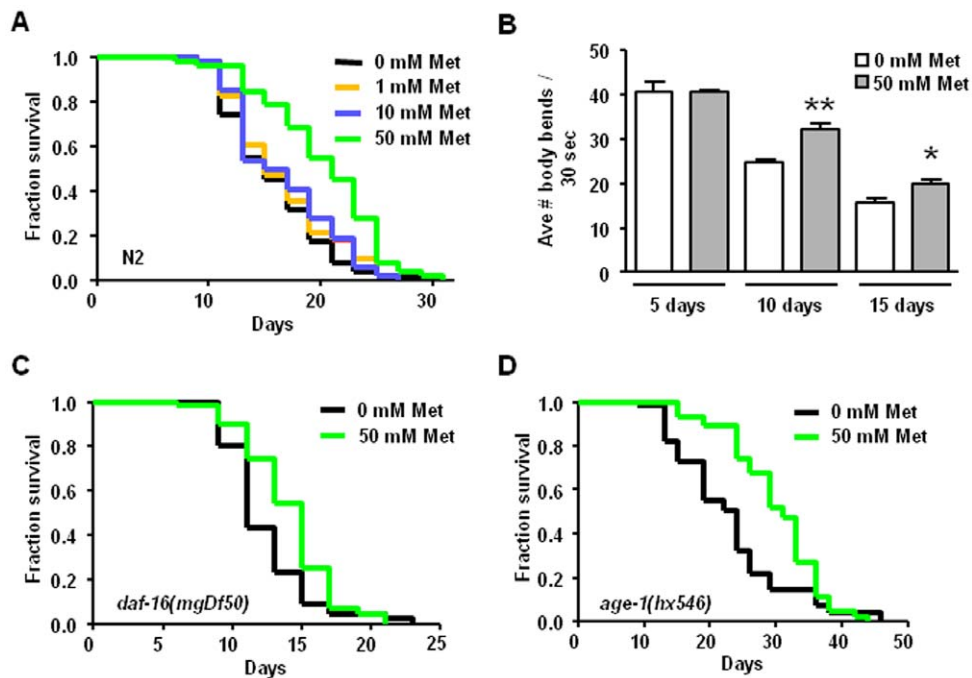 A
Fraction survival
1.0
0.8
0.6
0.4
0.2
0.0
0 mM Met
1 mM Met
10 mM Met
50 mM Met
N2
0 10 20 30
Days
B
Ave # body bends /
30 sec
50
40
30
20
10
0
0 mM Met
50 mM Met
**
*
5 days 10 days 15 days
C
Fraction survival
1.0
0.8
0.6
0.4
0.2
0.0
0 mM Met
50 mM Met
daf-16(mgDf50)
0 5 10 15 20 25
Days
D
Fraction survival
1.0
0.8
0.6
0.4
0.2
0.0
0 mM Met
50 mM Met
age-1(hx546)
0 10 20 30 40 50
Days